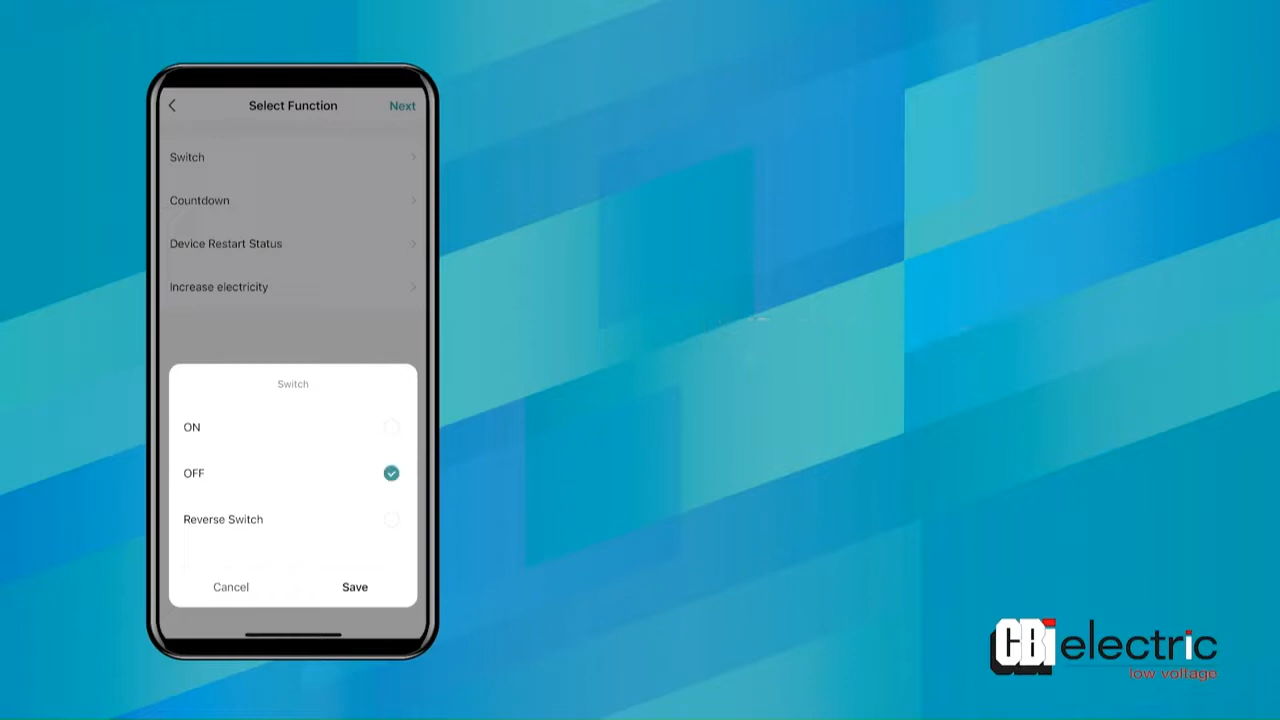 Select Function
Next
Switch
Countdown
Device Restart Status
Increase electricity
Switch
ON
OFF
Reverse Switch
Cancel
Save
CBi electric
low voltage